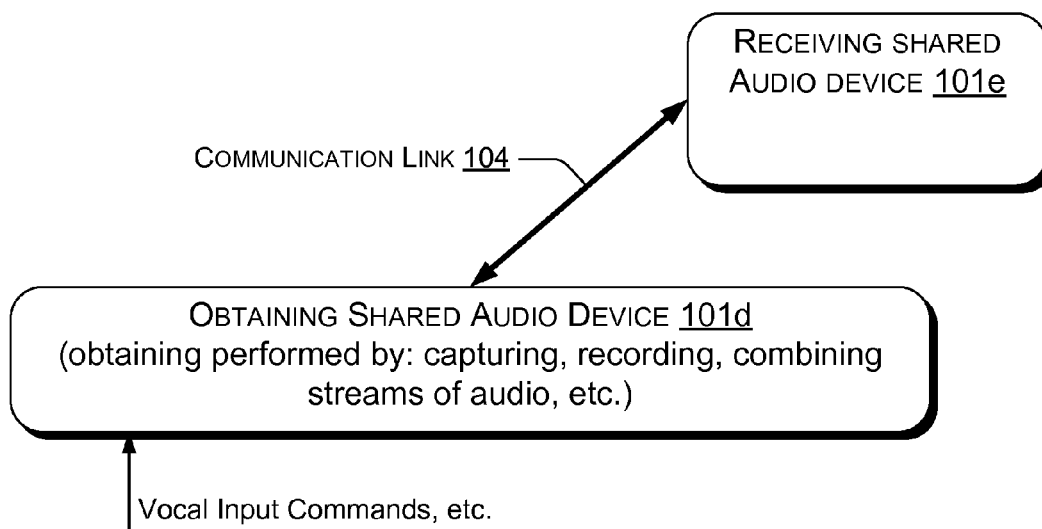 RECEIVING SHARED
AUDIO DEVICE 101e
COMMUNICATION LINK 104
OBTAINING SHARED AUDIO DEVICE 101d
(obtaining performed by: capturing, recording, combining
streams of audio, etc.)
Vocal Input Commands, etc.